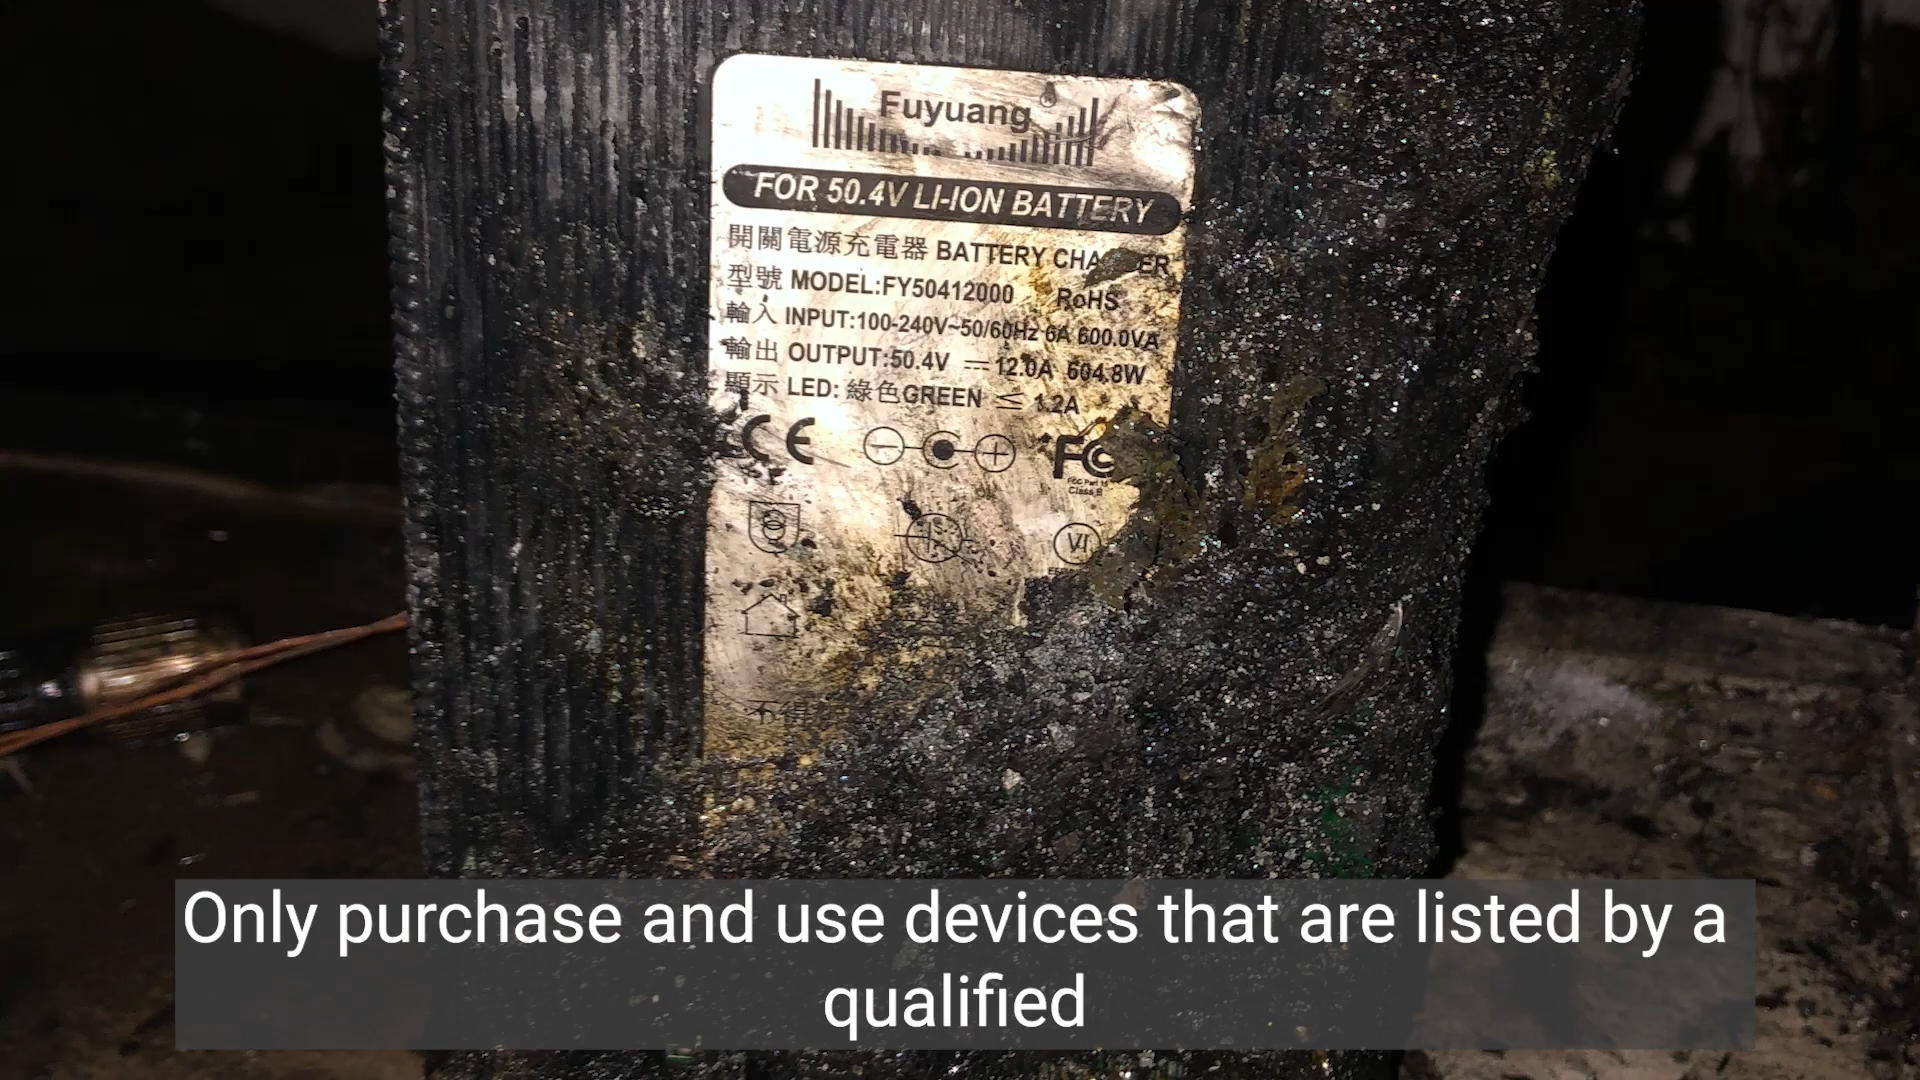 Fuyuang
FOR 50.4V LI-ION BATTERY
開關電源充電器 BATTERY
型號 MODEL:FY50412000 RoHS
輸入 INPUT:100-240V~50/60Hz 6A 600.0VA
輸出 OUTPUT:50.4V ⎓ 12.0A 604.8W
顯示 LED: 綠色GREEN ≤ 1.2A
CE FC
Class B
VI
Only purchase and use devices that are listed by a
qualified